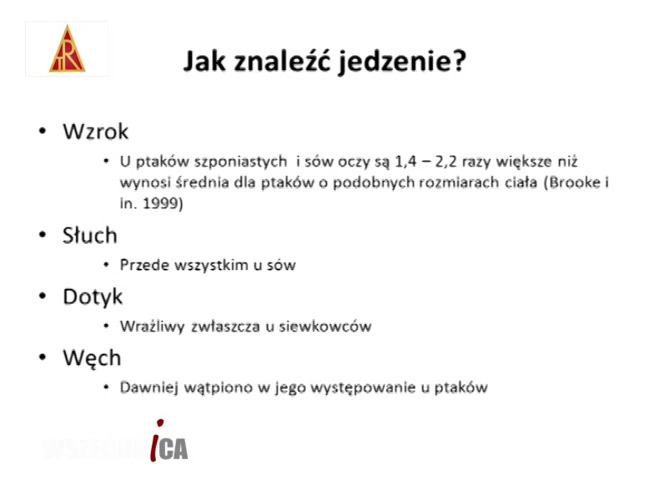 Jak znaleźć jedzenie?
• Wzrok
• U ptaków szponiastych i sów oczy są 1,4 – 2,2 razy większe niż
wynosi średnia dla ptaków o podobnych rozmiarach ciała (Brooke i
in. 1999)
• Słuch
• Przede wszystkim u sów
• Dotyk
• Wrażliwy zwłaszcza u siewkowców
• Węch
• Dawniej wątpiono w jego występowanie u ptaków
WSZECHNICA